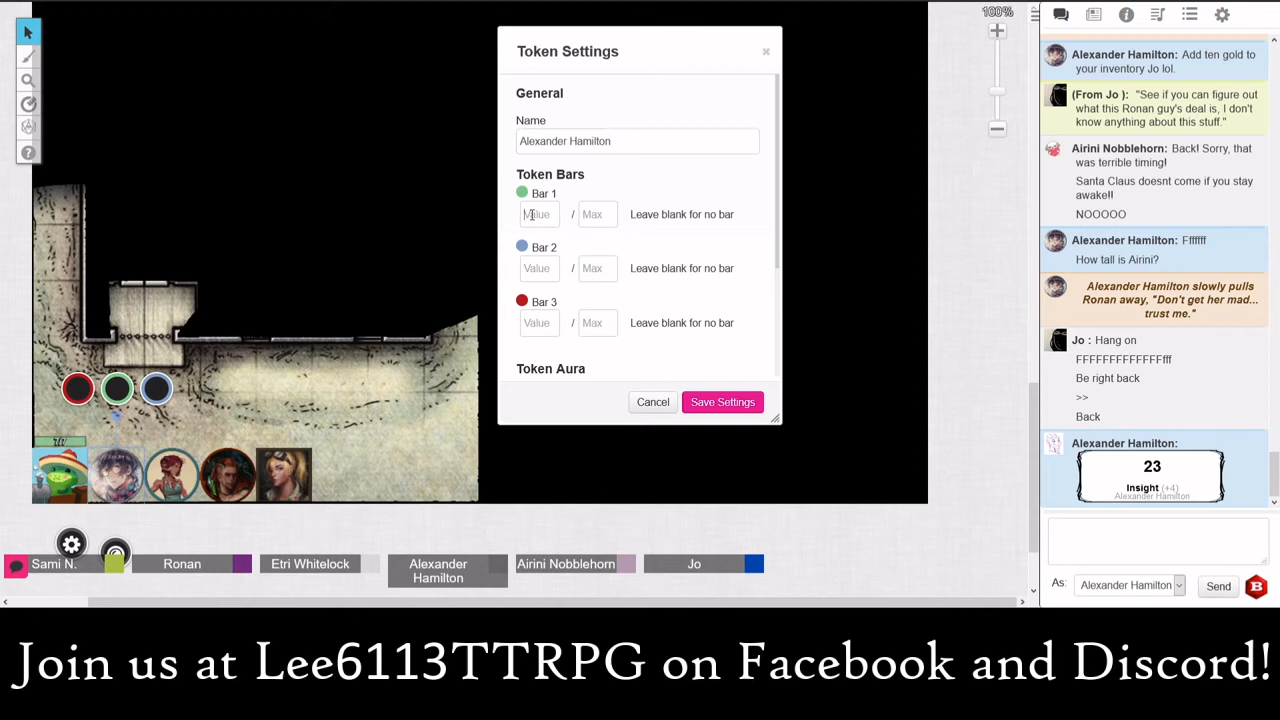 100%
Token Settings
×
General
Name
Alexander Hamilton
Token Bars
Bar 1
Value / Max Leave blank for no bar
Bar 2
Value / Max Leave blank for no bar
Bar 3
Value / Max Leave blank for no bar
Token Aura
Cancel Save Settings
Alexander Hamilton: Add ten gold to
your inventory Jo lol.
(From Jo ): "See if you can figure out
what this Ronan guy's deal is, I don't
know anything about this stuff."
Airini Nobblehorn: Back! Sorry, that
was terrible timing!
Santa Claus doesnt come if you stay
awake!!
NOOOOO
Alexander Hamilton: Fffffff
How tall is Airini?
Alexander Hamilton slowly pulls
Ronan away, "Don't get her mad...
trust me."
Jo : Hang on
FFFFFFFFFFFFFfff
Be right back
>>
Back
Alexander Hamilton:
23
Insight (+4)
Alexander Hamilton
As: Alexander Hamilton Send
Sami N. Ronan Etri Whitelock Alexander Hamilton Airini Nobblehorn Jo
Join us at Lee6113TTRPG on Facebook and Discord!